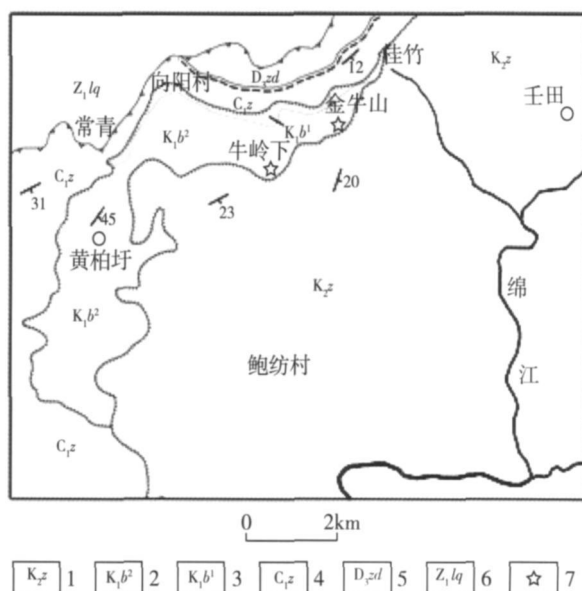 桂竹
K₂z
12
D₃zd
向阳村
Z₁lq
C₁z
金牛山
壬田
常青
K₁b¹
K₁b²
牛岭下
C₁z
20
31
23
45
黄柏圩
K₂z
绵
K₁b²
鲍纺村
江
C₁z
0 2km
K₂z 1 K₁b² 2 K₁b¹ 3 C₁z 4 D₃zd 5 Z₁lq 6 ☆ 7